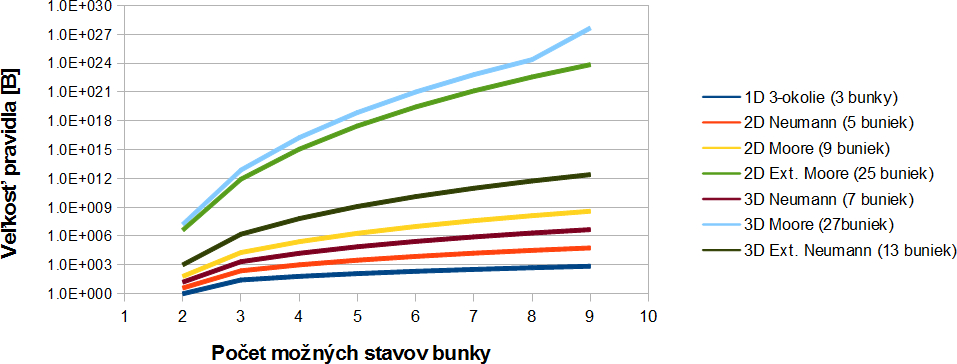 1.0E+030
1.0E+027
1.0E+024
1.0E+021
1.0E+018
1.0E+015
1.0E+012
1.0E+009
1.0E+006
1.0E+003
1.0E+000
Veľkosť pravidla [B]
1 2 3 4 5 6 7 8 9 10
Počet možných stavov bunky
1D 3-okolie (3 bunky)
2D Neumann (5 buniek)
2D Moore (9 buniek)
2D Ext. Moore (25 buniek)
3D Neumann (7 buniek)
3D Moore (27buniek)
3D Ext. Neumann (13 buniek)